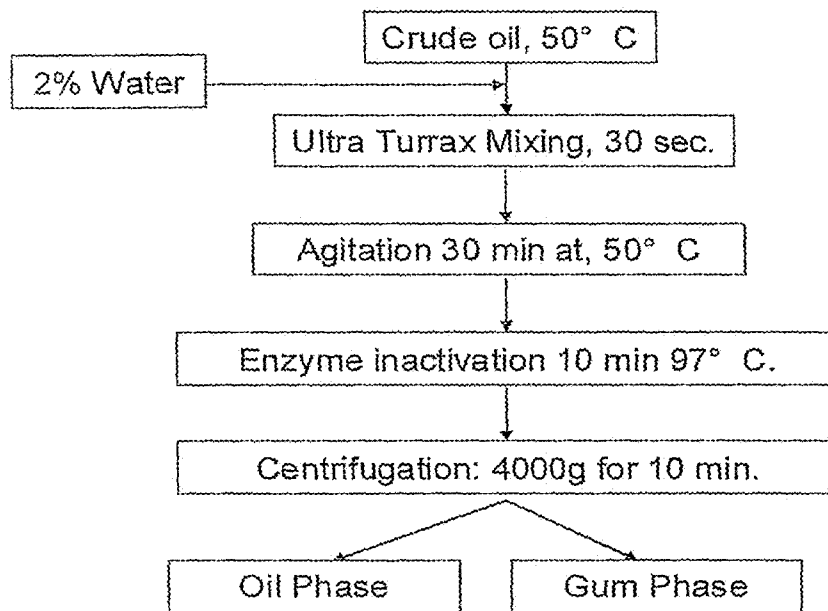 Crude oil, 50° C
2% Water
Ultra Turrax Mixing, 30 sec.
Agitation 30 min at, 50° C
Enzyme inactivation 10 min 97° C.
Centrifugation: 4000g for 10 min.
Oil Phase
Gum Phase